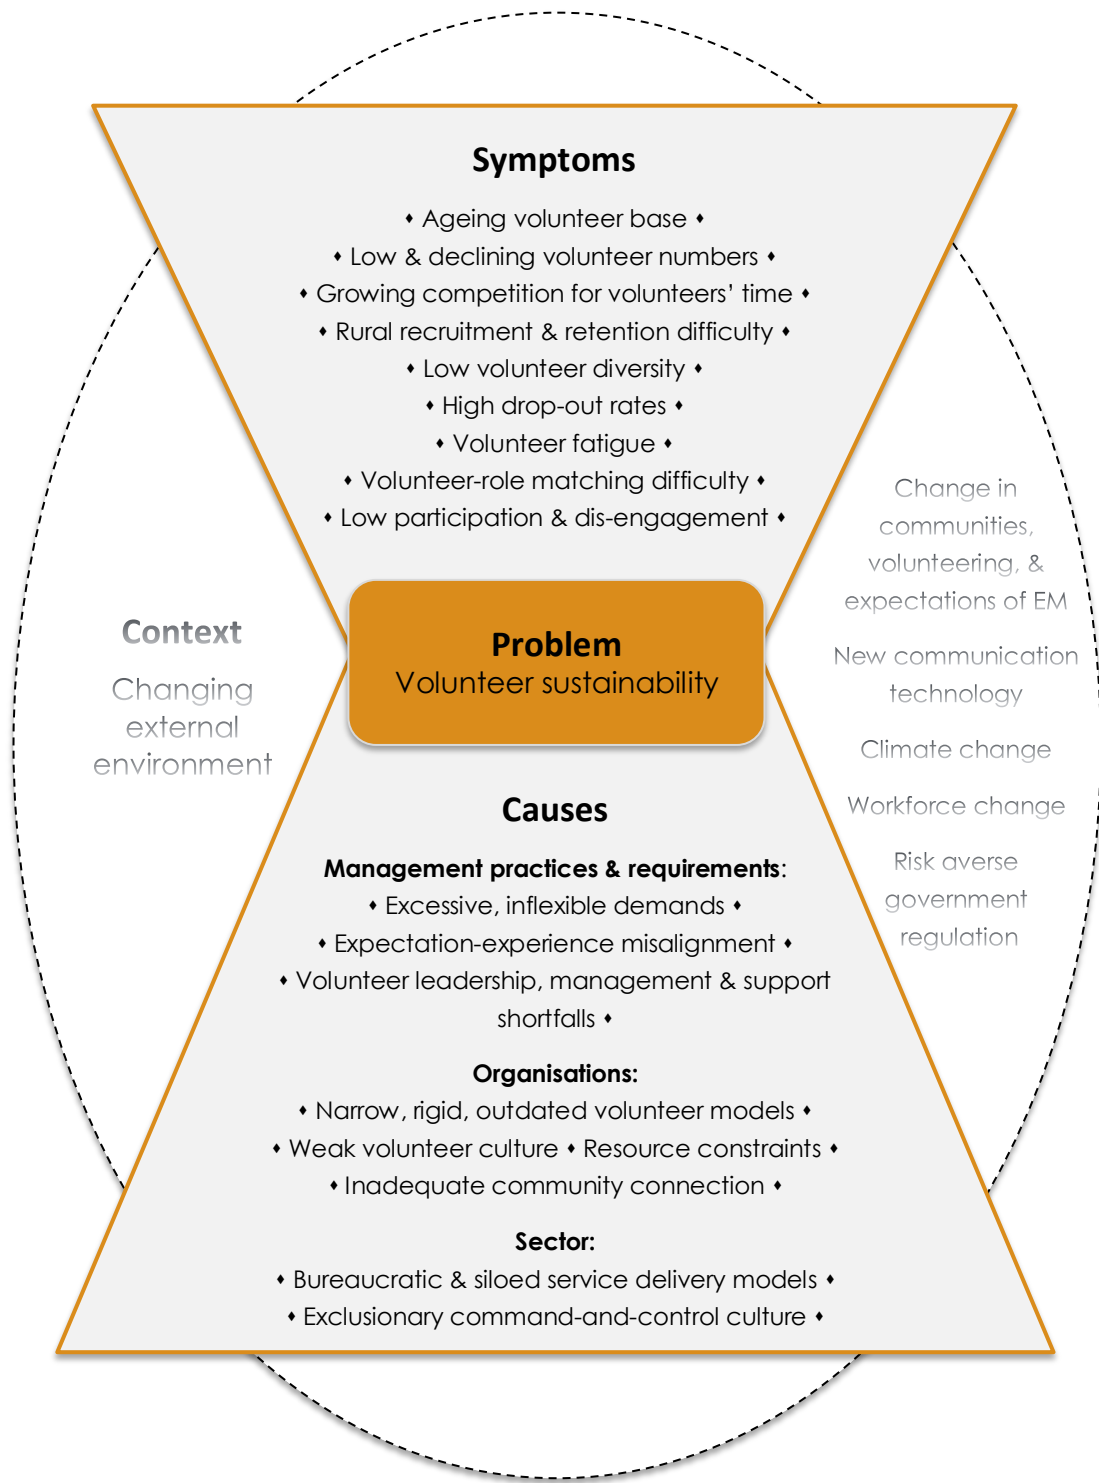 Symptoms
♦ Ageing volunteer base ♦
♦ Low & declining volunteer numbers ♦
♦ Growing competition for volunteers’ time ♦
♦ Rural recruitment & retention difficulty ♦
♦ Low volunteer diversity ♦
♦ High drop-out rates ♦
♦ Volunteer fatigue ♦
♦ Volunteer-role matching difficulty ♦
♦ Low participation & dis-engagement ♦
Problem
Volunteer sustainability
Context
Changing
external
environment
Change in
communities,
volunteering, &
expectations of EM
New communication
technology
Climate change
Workforce change
Risk averse
government
regulation
Causes
Management practices & requirements:
♦ Excessive, inflexible demands ♦
♦ Expectation-experience misalignment ♦
♦ Volunteer leadership, management & support
shortfalls ♦
Organisations:
♦ Narrow, rigid, outdated volunteer models ♦
♦ Weak volunteer culture ♦ Resource constraints ♦
♦ Inadequate community connection ♦
Sector:
♦ Bureaucratic & siloed service delivery models ♦
♦ Exclusionary command-and-control culture ♦